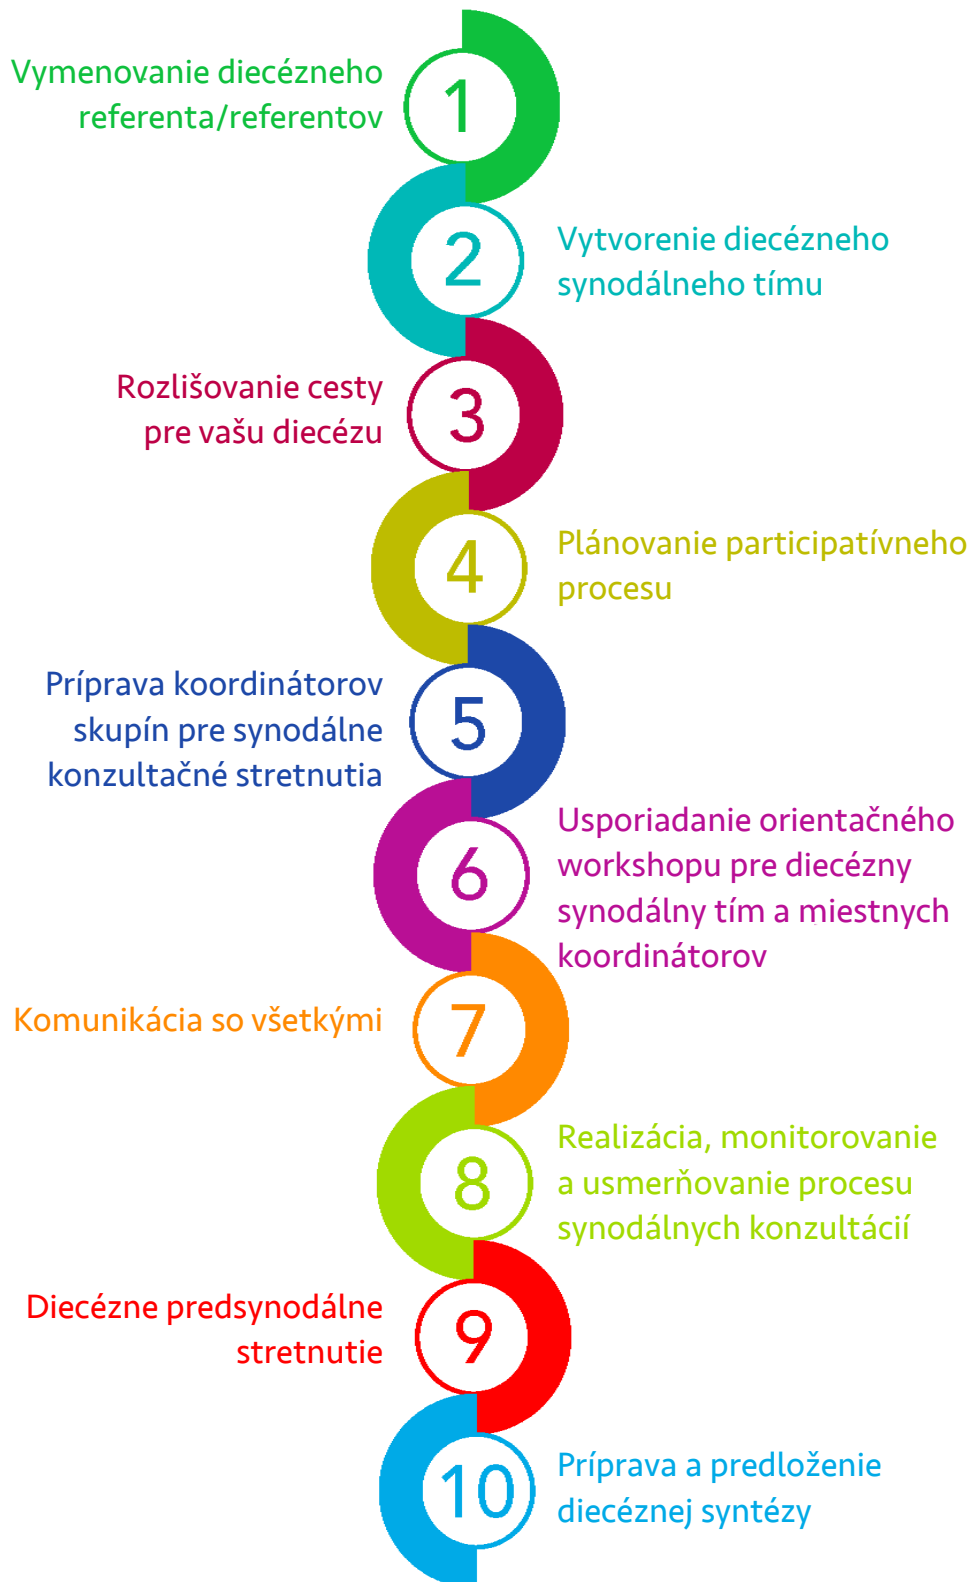 Vymenovanie diecézneho
referenta/referentov
1
2
Vytvorenie diecézneho
synodálneho tímu
Rozlišovanie cesty
pre vašu diecézu
3
4
Plánovanie participatívneho
procesu
Príprava koordinátorov
skupín pre synodálne
konzultačné stretnutia
5
6
Usporiadanie orientačného
workshopu pre diecézny
synodálny tím a miestnych
koordinátorov
Komunikácia so všetkými
7
8
Realizácia, monitorovanie
a usmerňovanie procesu
synodálnych konzultácií
Diecézne predsynodálne
stretnutie
9
10
Príprava a predloženie
diecéznej syntézy